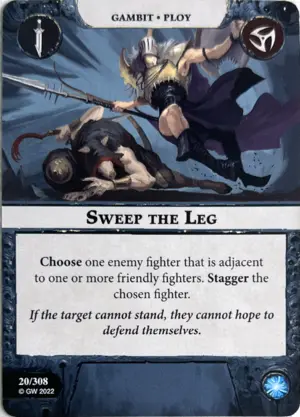 GAMBIT • PLOY
SWEEP THE LEG
Choose one enemy fighter that is adjacent
to one or more friendly fighters. Stagger the
chosen fighter.
If the target cannot stand, they cannot hope to
defend themselves.
20/308
© GW 2022